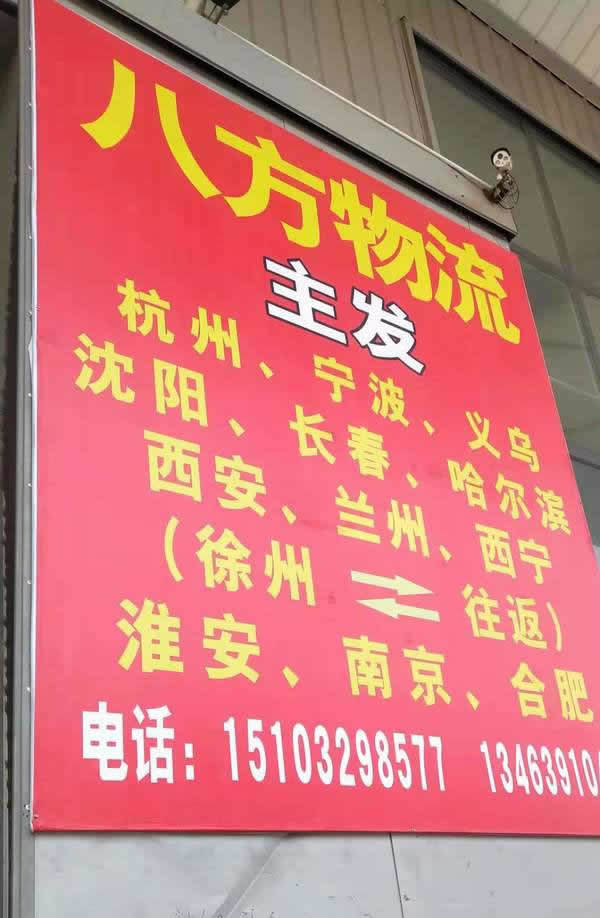 八方物流
主发
杭州、宁波、义乌
沈阳、长春、哈尔滨
西安、兰州、西宁
（徐州⇌往返）
淮安、南京、合肥
电话：15103298577 13463910